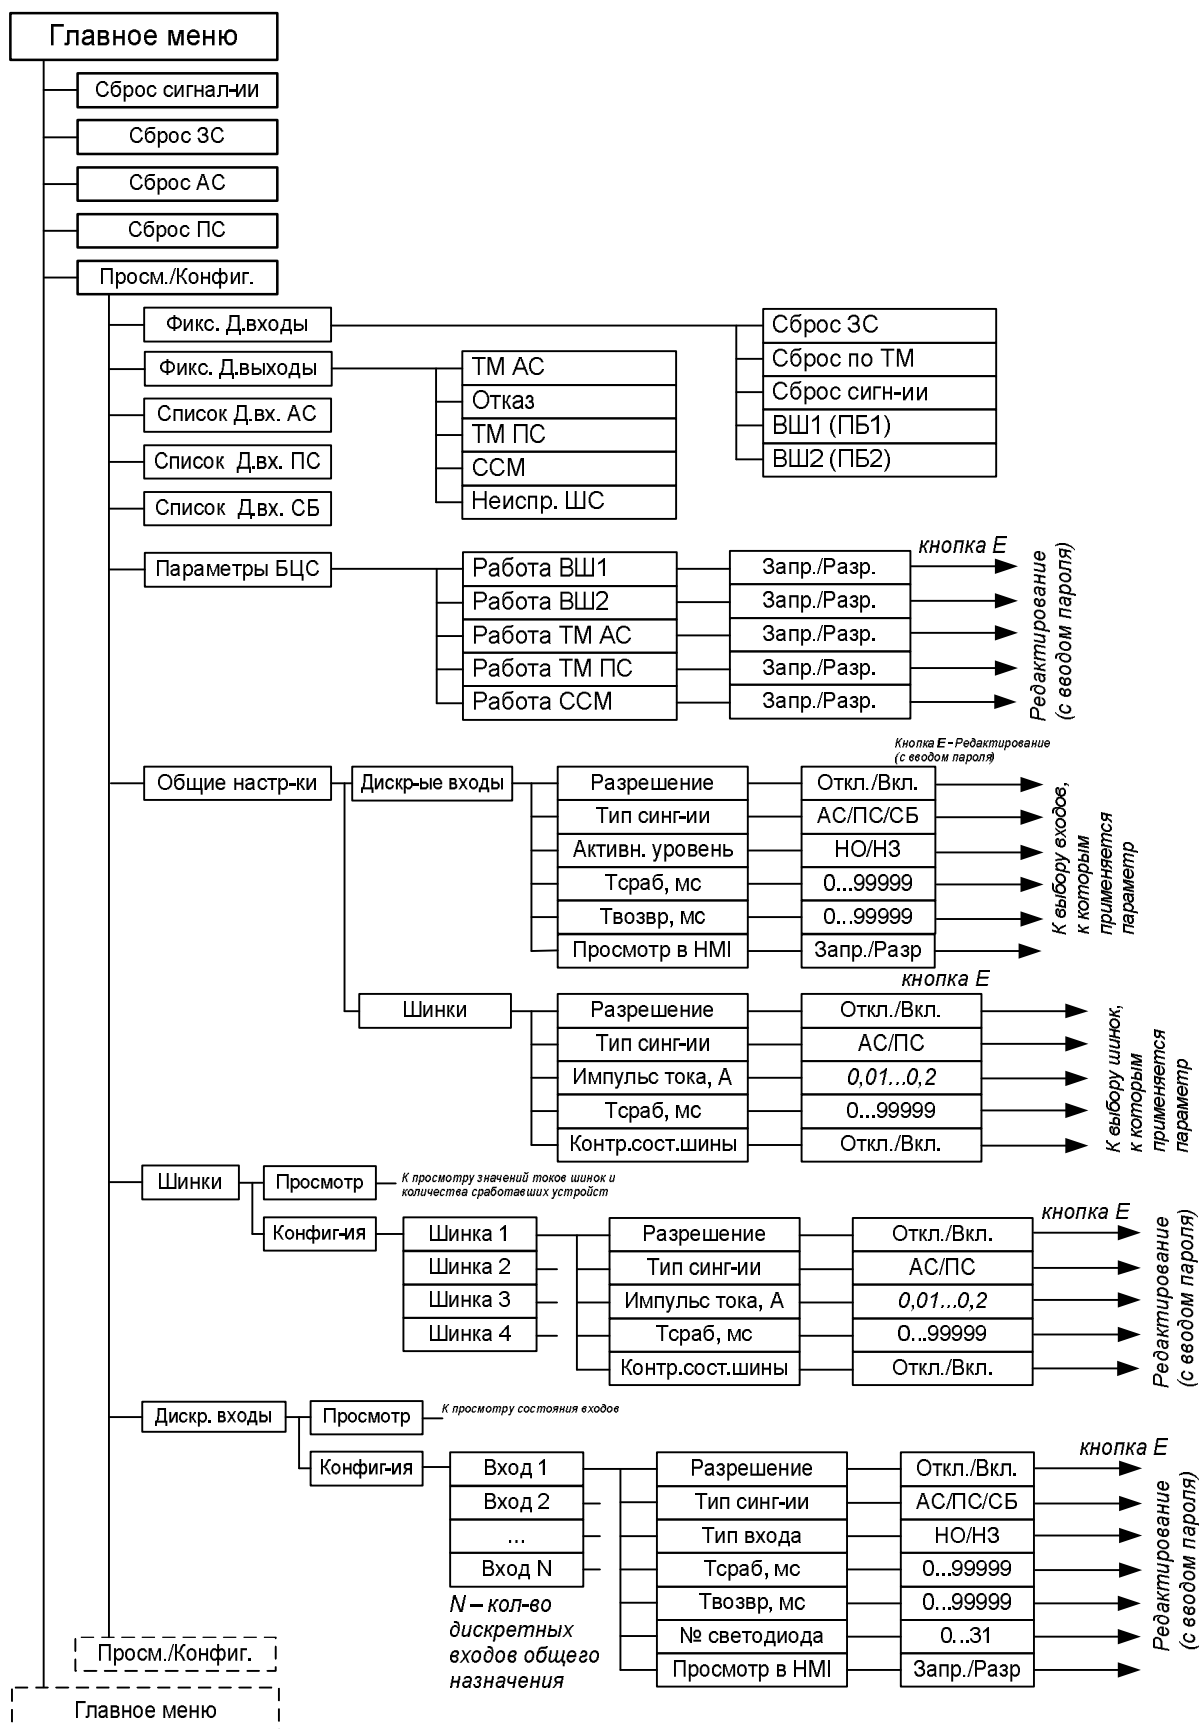 Главное меню
Сброс сигнал-ии
Сброс ЗС
Сброс АС
Сброс ПС
Просм./Конфиг.
Фикс. Д.входы
Сброс ЗС
Сброс по ТМ
Сброс сигн-ии
ВШ1 (ПБ1)
ВШ2 (ПБ2)
Фикс. Д.выходы
ТМ АС
Отказ
ТМ ПС
ССМ
Неиспр. ШС
Список Д.вх. АС
Список Д.вх. ПС
Список Д.вх. СБ
Параметры БЦС
кнопка Е
Работа ВШ1 Запр./Разр.
Работа ВШ2 Запр./Разр.
Работа ТМ АС Запр./Разр.
Работа ТМ ПС Запр./Разр.
Работа ССМ Запр./Разр.
Редактирование
(с вводом пароля)
Общие настр-ки
Дискр-ые входы
Кнопка Е – Редактирование
(с вводом пароля)
Разрешение Откл./Вкл.
Тип синг-ии АС/ПС/СБ
Активн. уровень НО/НЗ
Тсраб, мс 0...99999
Твозвр, мс 0...99999
Просмотр в HMI Запр./Разр
К выбору входов,
к которым
применяется
параметр
Шинки
кнопка Е
Разрешение Откл./Вкл.
Тип синг-ии АС/ПС
Импульс тока, А 0,01...0,2
Тсраб, мс 0...99999
Контр.сост.шины Откл./Вкл.
К выбору шинок,
к которым
применяется
параметр
Шинки
Просмотр
К просмотру значений токов шинок и
количества сработавших устройст
Конфиг-ия
Шинка 1
Шинка 2
Шинка 3
Шинка 4
кнопка Е
Разрешение Откл./Вкл.
Тип синг-ии АС/ПС
Импульс тока, А 0,01...0,2
Тсраб, мс 0...99999
Контр.сост.шины Откл./Вкл.
Редактирование
(с вводом пароля)
Дискр. входы
Просмотр
К просмотру состояния входов
Конфиг-ия
Вход 1
Вход 2
...
Вход N
N – кол-во
дискретных
входов общего
назначения
кнопка Е
Разрешение Откл./Вкл.
Тип синг-ии АС/ПС/СБ
Тип входа НО/НЗ
Тсраб, мс 0...99999
Твозвр, мс 0...99999
№ светодиода 0...31
Просмотр в HMI Запр./Разр
Редактирование
(с вводом пароля)
Просм./Конфиг.
Главное меню